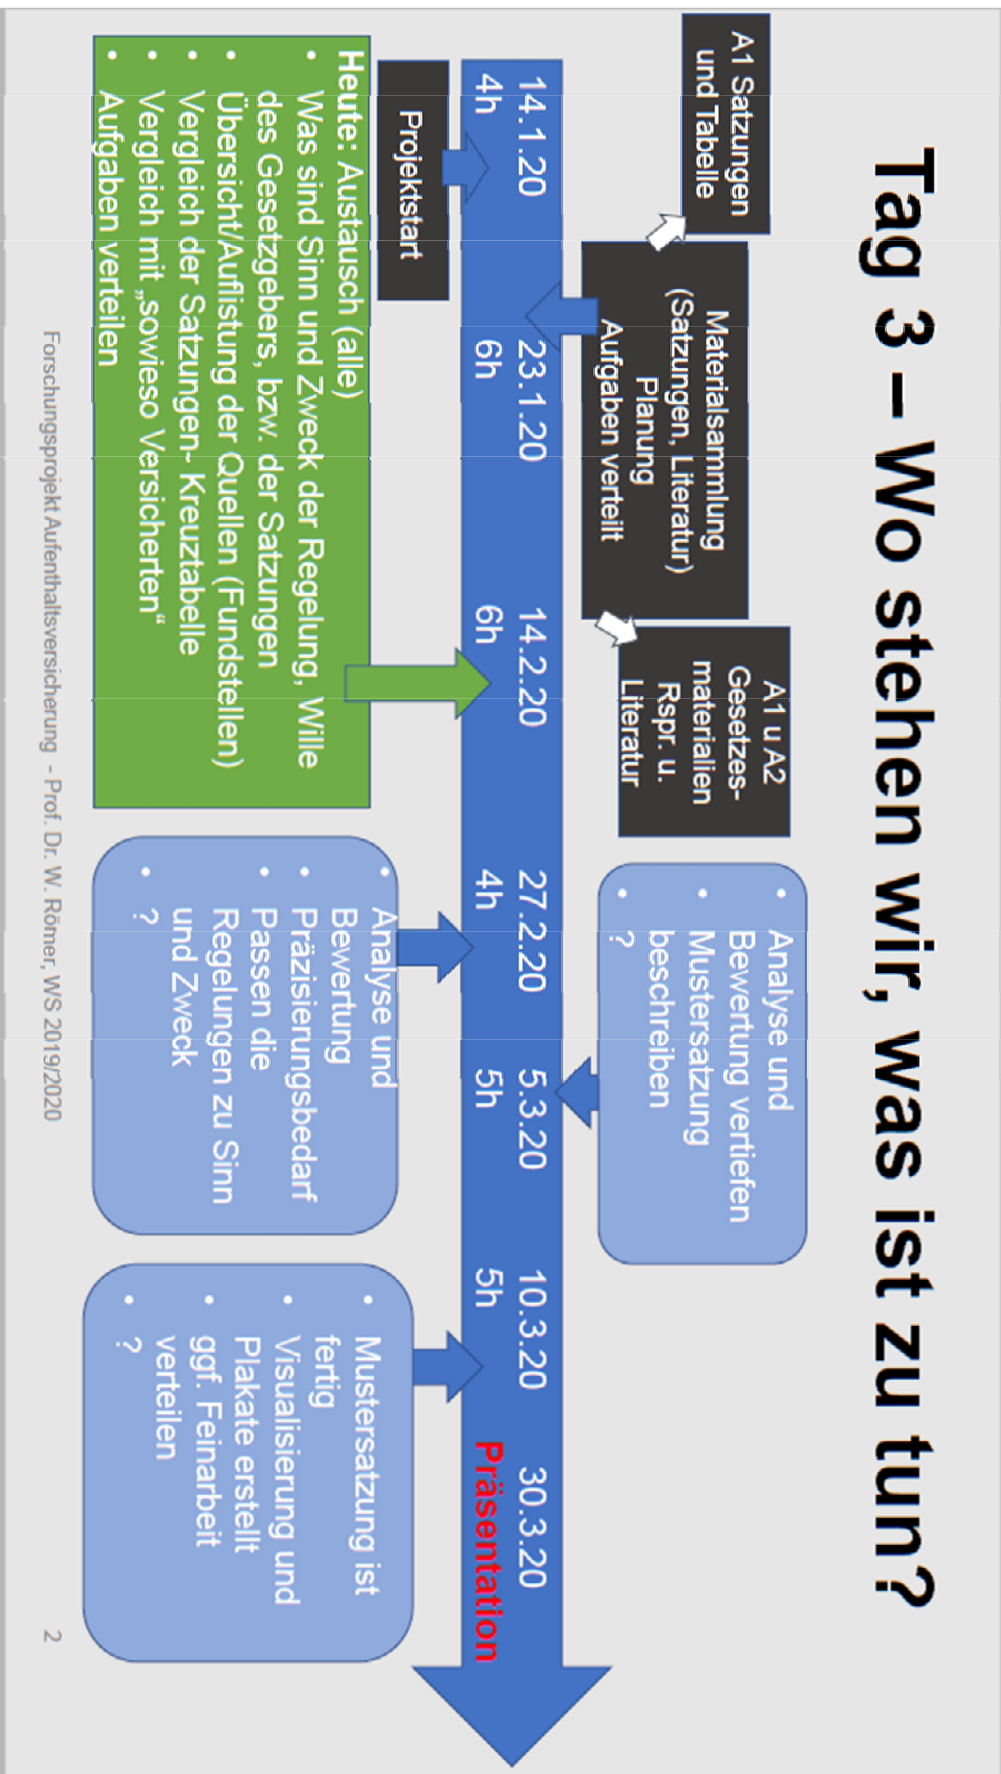 Tag 3 – Wo stehen wir, was ist zu tun?
A1 Satzungen
und Tabelle
Materialsammlung
(Satzungen, Literatur)
Planung
Aufgaben verteilt
A1 u A2
Gesetzes-
materialien
Rspr. u.
Literatur
• Analyse und
Bewertung vertiefen
• Mustersatzung
beschreiben
• ?
14.1.20
4h
23.1.20
6h
14.2.20
6h
27.2.20
4h
5.3.20
5h
10.3.20
5h
30.3.20
Präsentation
Projektstart
Heute: Austausch (alle)
• Was sind Sinn und Zweck der Regelung, Wille
des Gesetzgebers, bzw. der Satzungen
• Übersicht/Auflistung der Quellen (Fundstellen)
• Vergleich der Satzungen- Kreuztabelle
• Vergleich mit „sowieso Versicherten“
• Aufgaben verteilen
• Analyse und
Bewertung
• Präzisierungsbedarf
• Passen die
Regelungen zu Sinn
und Zweck
• ?
• Mustersatzung ist
fertig
• Visualisierung und
Plakate erstellt
• ggf. Feinarbeit
verteilen
• ?
Forschungsprojekt Aufenthaltsversicherung - Prof. Dr. W. Römer, WS 2019/2020
2